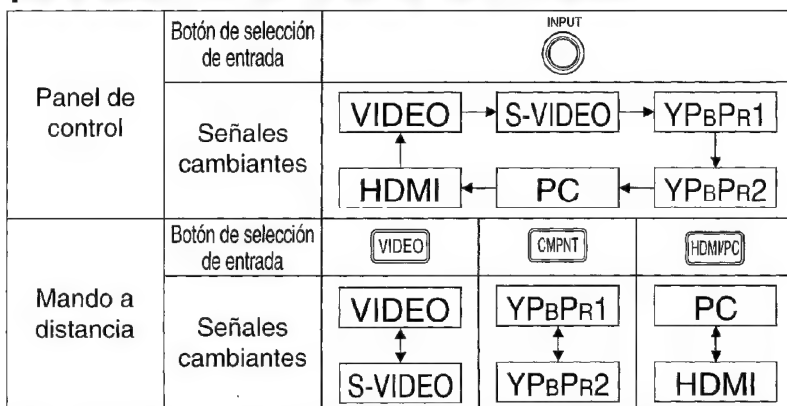 Panel de
control
Botón de selección
de entrada
INPUT
Señales
cambiantes
VIDEO S-VIDEO YPBPR1
HDMI PC YPBPR2
Mando a
distancia
Botón de selección
de entrada
VIDEO CMPNT HDMI/PC
Señales
cambiantes
VIDEO YPBPR1 PC
S-VIDEO YPBPR2 HDMI